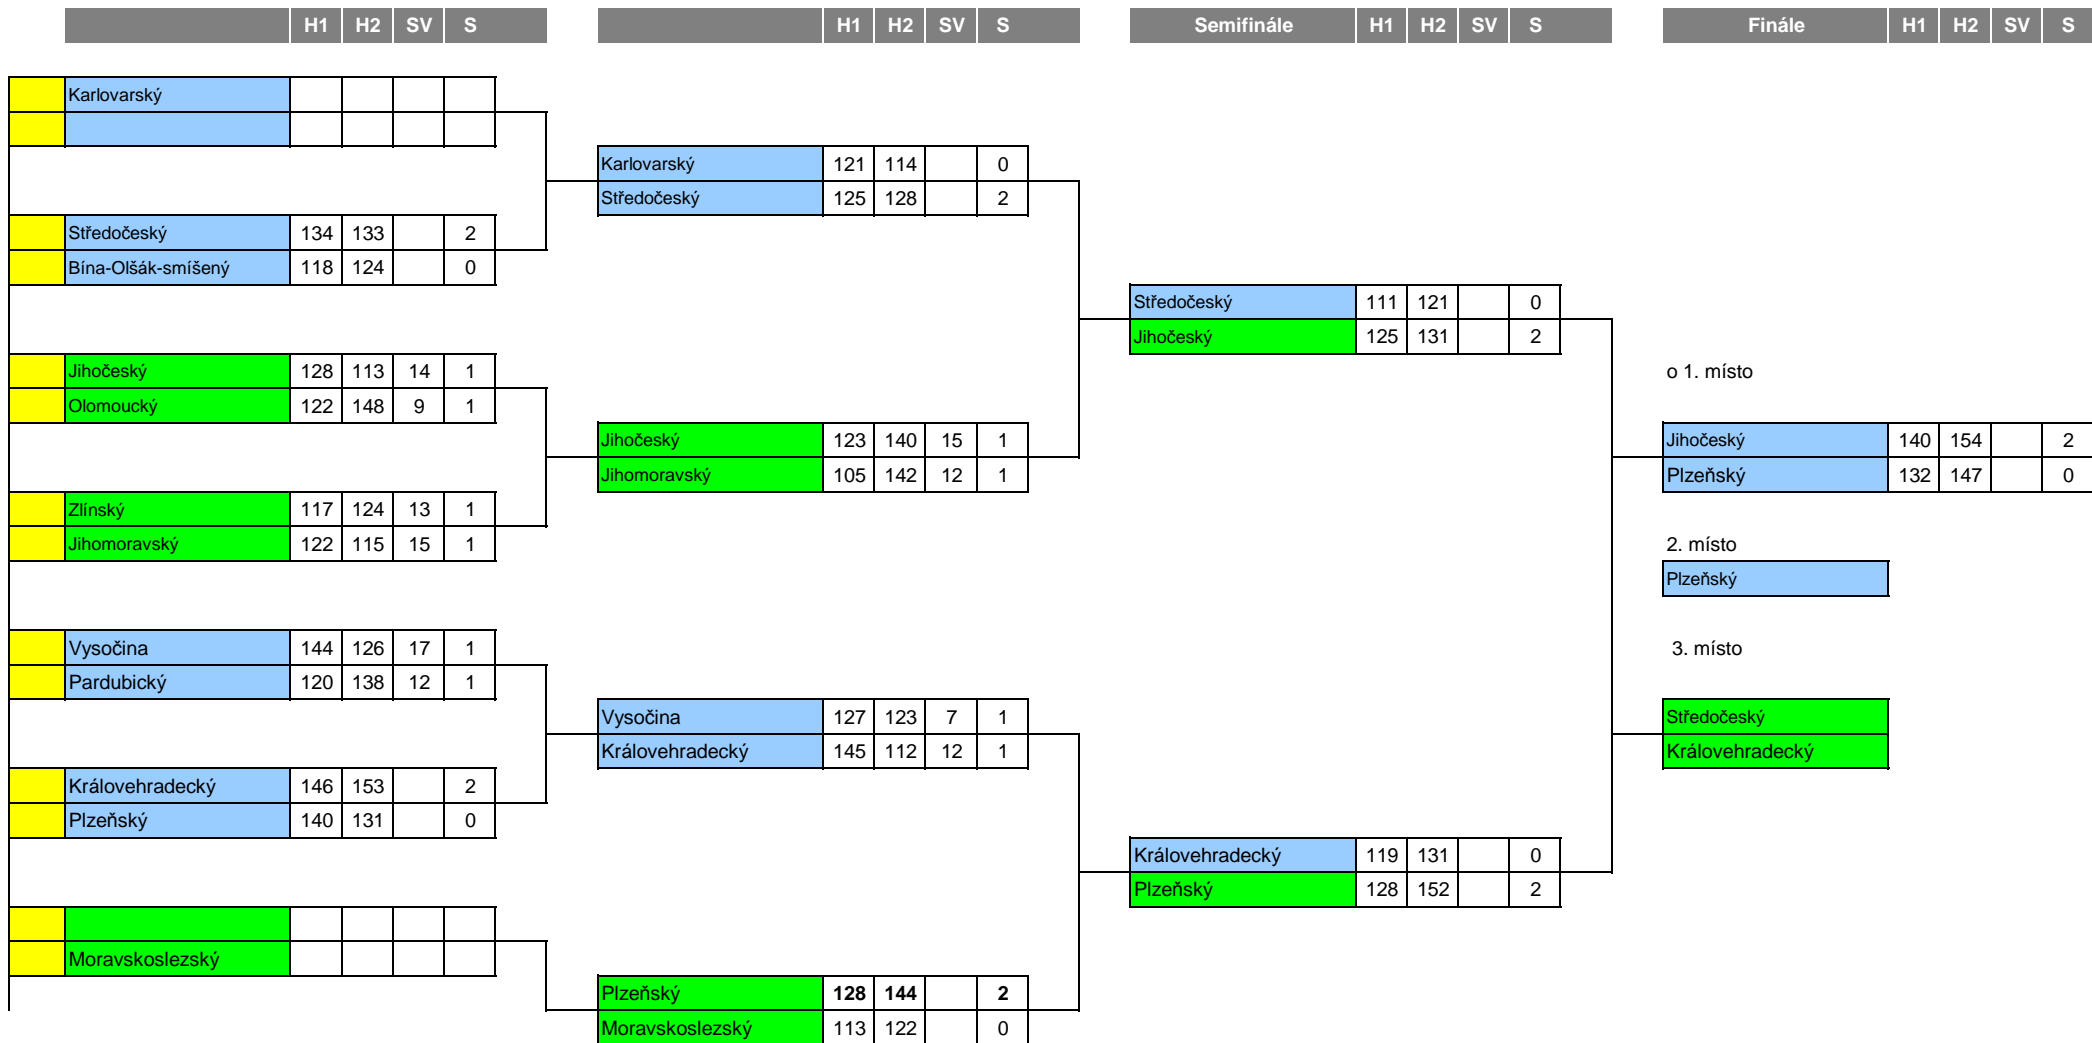 H1 H2 SV S H1 H2 SV S Semifinále H1 H2 SV S Finále H1 H2 SV S
Karlovarský
Karlovarský 121 114 0
Středočeský 125 128 2
Středočeský 134 133 2
Bína-Olšák-smíšený 118 124 0
Středočeský 111 121 0
Jihočeský 125 131 2
Jihočeský 128 113 14 1
o 1. místo
Olomoucký 122 148 9 1
Jihočeský 123 140 15 1
Jihočeský 140 154 2
Jihomoravský 105 142 12 1
Plzeňský 132 147 0
Zlínský 117 124 13 1
Jihomoravský 122 115 15 1
2. místo
Plzeňský
Vysočina 144 126 17 1
3. místo
Pardubický 120 138 12 1
Vysočina 127 123 7 1
Středočeský
Královehradecký 145 112 12 1
Královehradecký
Královehradecký 146 153 2
Plzeňský 140 131 0
Královehradecký 119 131 0
Plzeňský 128 152 2
Moravskoslezský
Plzeňský 128 144 2
Moravskoslezský 113 122 0